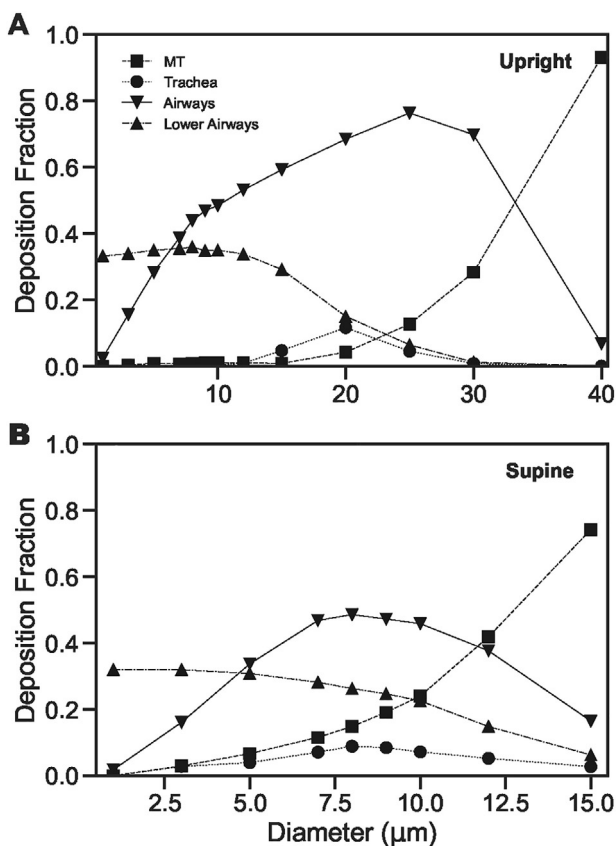 A
1.0
0.8
0.6
0.4
0.2
0.0
Deposition Fraction
MT
Trachea
Airways
Lower Airways
Upright
10 20 30 40
B
1.0
0.8
0.6
0.4
0.2
0.0
Deposition Fraction
Supine
2.5 5.0 7.5 10.0 12.5 15.0
Diameter (µm)